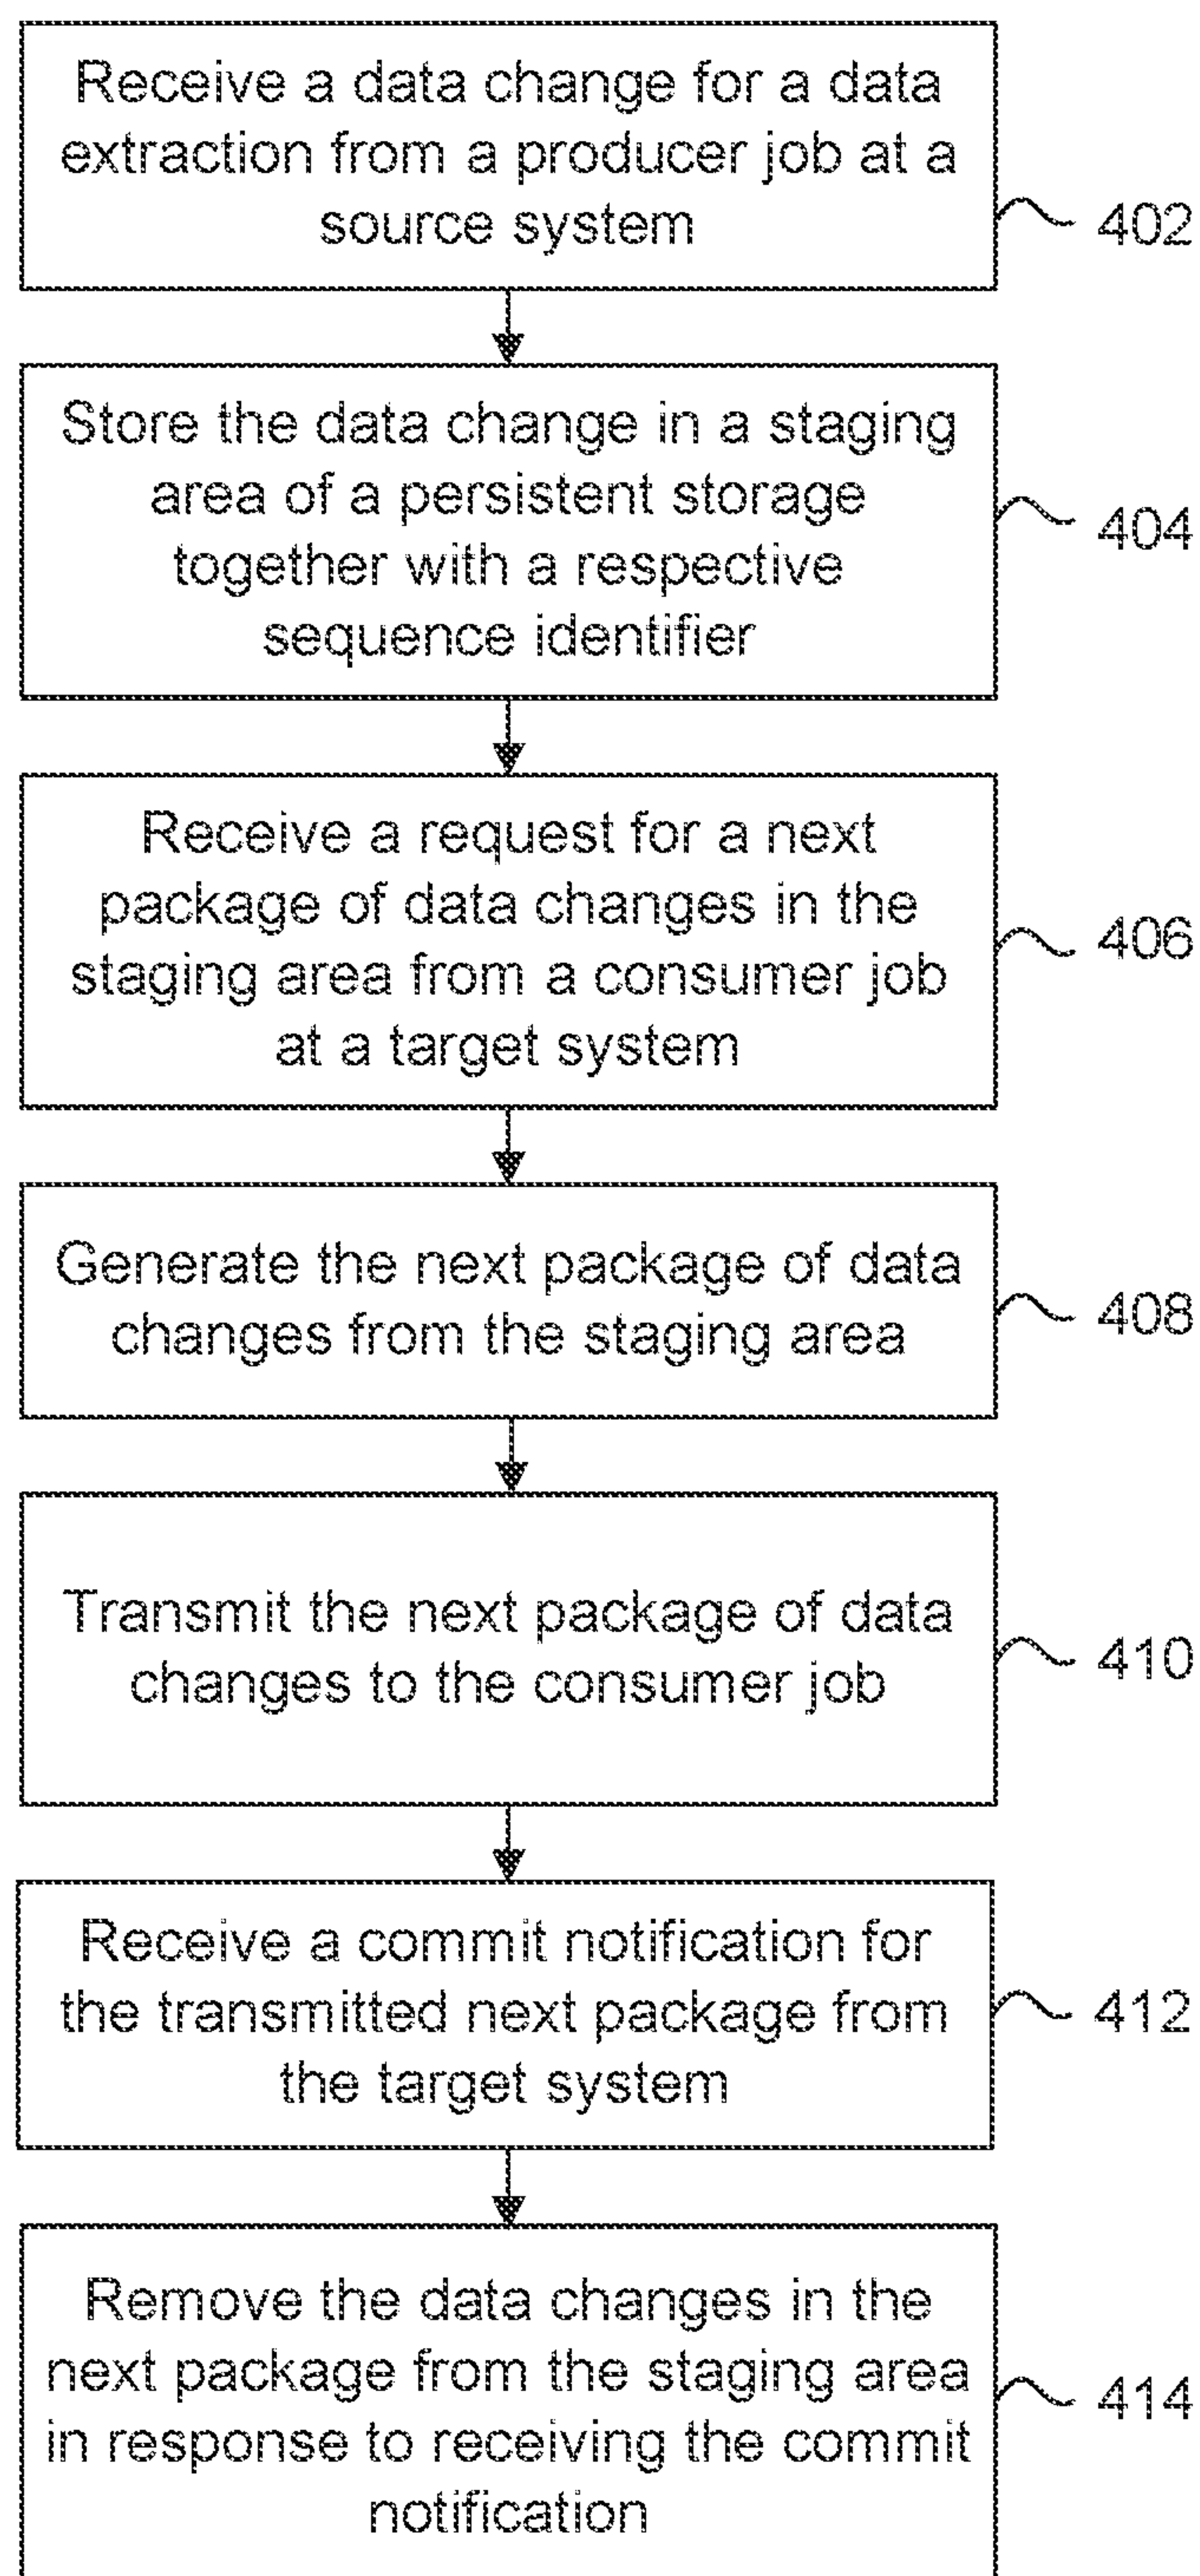 Receive a data change for a data
extraction from a producer job at a
source system
402
Store the data change in a staging
area of a persistent storage
together with a respective
sequence identifier
404
Receive a request for a next
package of data changes in the
staging area from a consumer job
at a target system
406
Generate the next package of data
changes from the staging area
408
Transmit the next package of data
changes to the consumer job
410
Receive a commit notification for
the transmitted next package from
the target system
412
Remove the data changes in the
next package from the staging area
in response to receiving the commit
notification
414